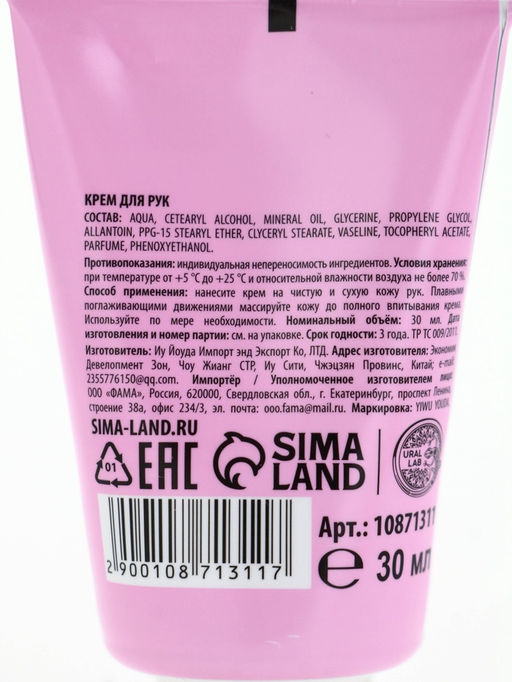 КРЕМ ДЛЯ РУК
СОСТАВ: AQUA, CETEARYL ALCOHOL, MINERAL OIL, GLYCERINE, PROPYLENE GLYCOL,
ALLANTOIN, PPG-15 STEARYL ETHER, CLYCERYL STEARATE, VASELINE, TOCOPHERYL ACETATE,
PARFUME, PHENOXYETHANOL.
Противопоказания: индивидуальная непереносимость ингредиентов. Условия хранения:
при температуре от +5 °С до +25 °С и относительной влажности воздуха не более 70 %.
Способ применения: нанесите крем на чистую и сухую кожу рук. Плавными
поглаживающими движениями массируйте кожу до полного впитывания крема.
Используйте по мере необходимости. Номинальный объём: 30 мл. Дата
изготовления и номер партии: см. на упаковке. Срок годности: 3 года. ТР ТС 009/2011.
Изготовитель: Иу Йоуда Импорт энд Экспорт Ко, ЛТД. Адрес изготовителя: Экономик
Девелопмент Зон, Чоу Жианг СТР, Иу Сити, Чжэцзян Провинс, Китай; e-mail:
2355776150@qq.com. Импортёр / Уполномоченное изготовителем лицо:
ООО «ФАМА», Россия, 620000, Свердловская обл., г. Екатеринбург, проспект Ленина,
строение 38а, офис 234/3, эл. почта: ooo.fama@mail.ru. Маркировка: YIWU YOUDA
SIMA-LAND.RU
01 EAC SIMA LAND URAL LAB
Арт.: 10871311
2 900108 713117
e 30 мл